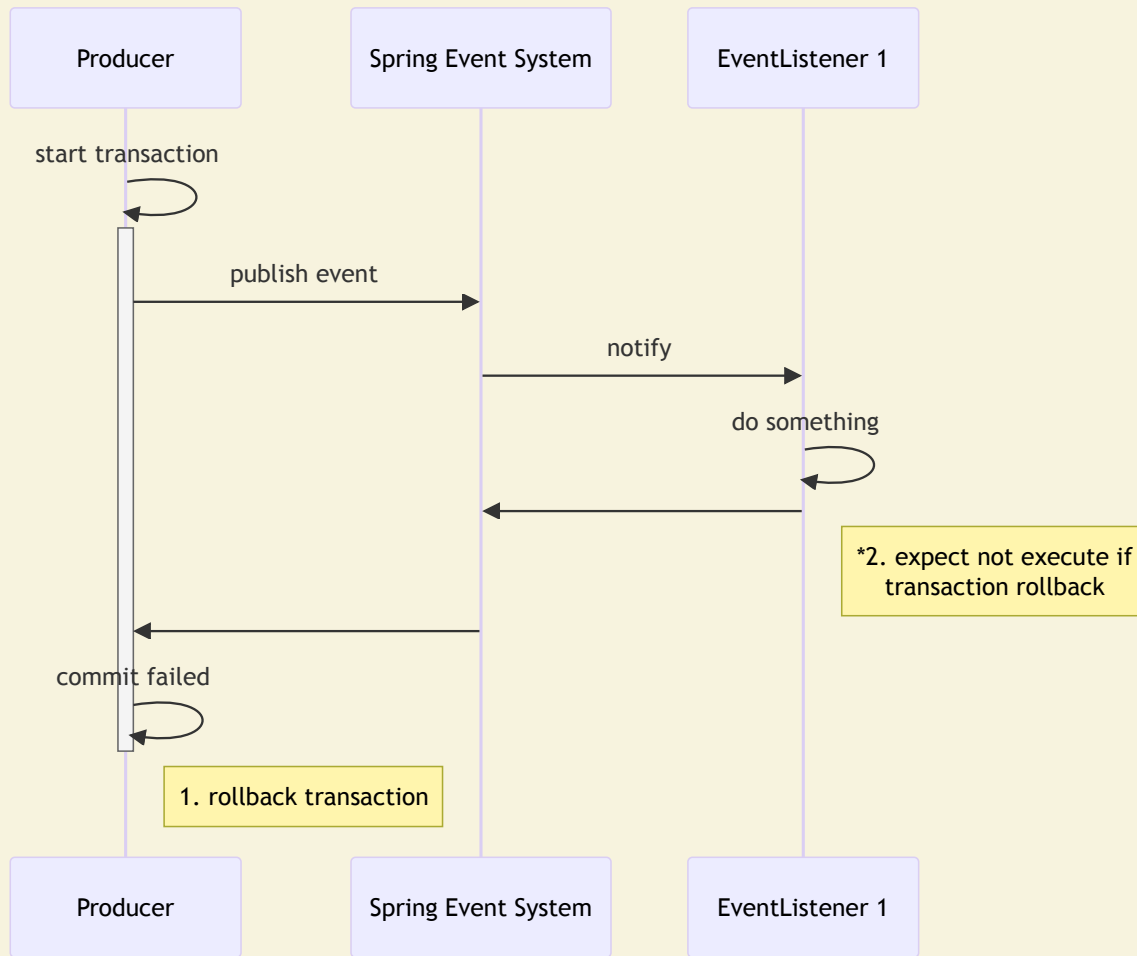 Producer
Spring Event System
EventListener 1
start transaction
publish event
notify
do something
*2. expect not execute if
transaction rollback
commit failed
1. rollback transaction
Producer
Spring Event System
EventListener 1